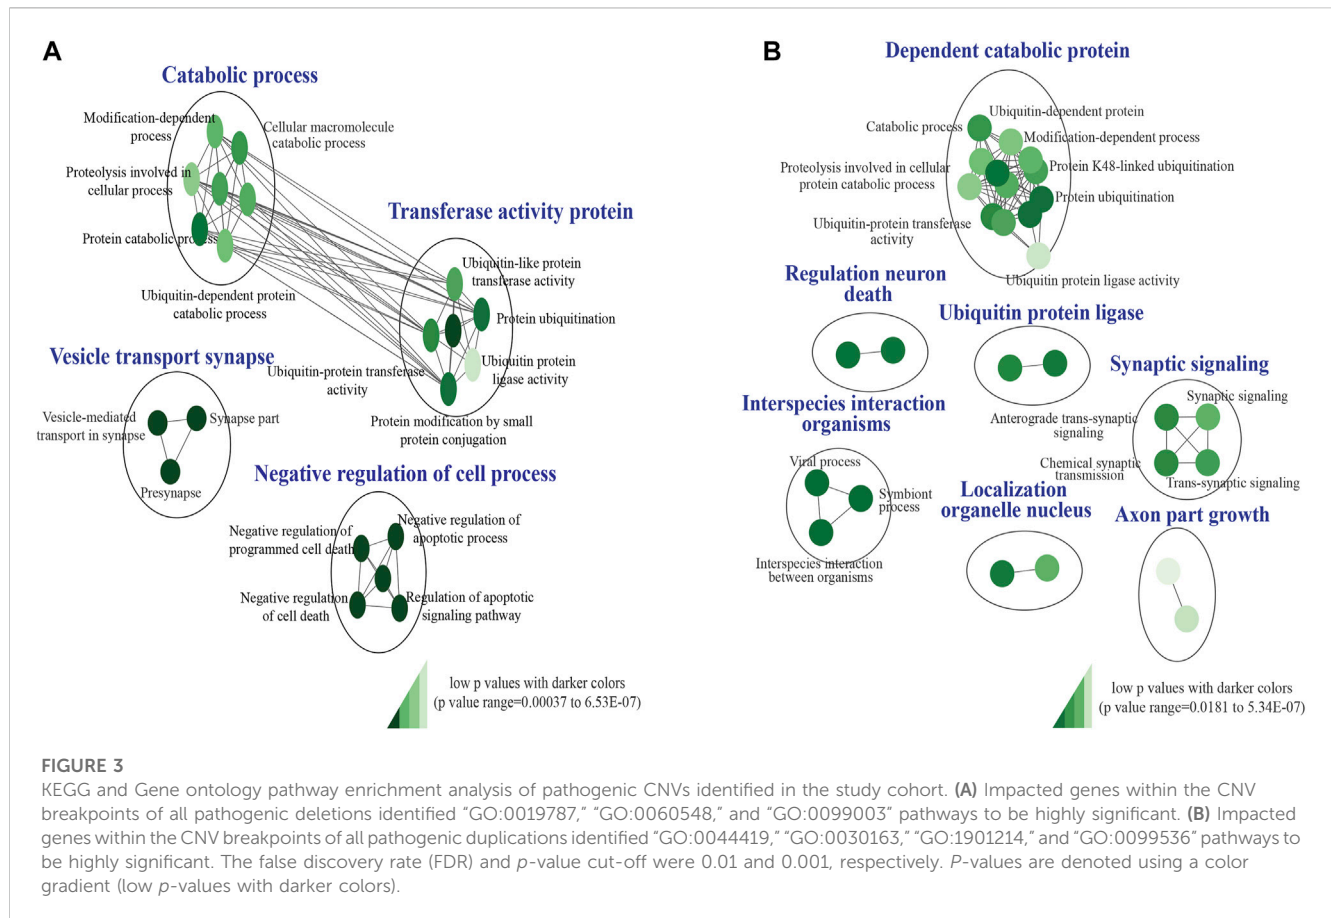 A
Catabolic process
Modification-dependent
process
Cellular macromolecule
catabolic process
Proteolysis involved in
cellular process
Protein catabolic process
Ubiquitin-dependent protein
catabolic process
Transferase activity protein
Ubiquitin-like protein
transferase activity
Protein ubiquitination
Ubiquitin protein
ligase activity
Ubiquitin-protein transferase
activity
Protein modification by small
protein conjugation
Vesicle transport synapse
Vesicle-mediated
transport in synapse
Synapse part
Presynapse
Negative regulation of cell process
Negative regulation of
programmed cell death
Negative regulation of
apoptotic process
Negative regulation
of cell death
Regulation of apoptotic
signaling pathway
low p values with darker colors
(p value range=0.00037 to 6.53E-07)
B
Dependent catabolic protein
Ubiquitin-dependent protein
Catabolic process
Modification-dependent process
Proteolysis involved in cellular
protein catabolic process
Protein K48-linked ubiquitination
Protein ubiquitination
Ubiquitin-protein transferase
activity
Ubiquitin protein ligase activity
Regulation neuron
death
Ubiquitin protein ligase
Synaptic signaling
Synaptic signaling
Anterograde trans-synaptic
signaling
Chemical synaptic
transmission
Trans-synaptic signaling
Interspecies interaction
organisms
Viral process
Symbiont
process
Interspecies interaction
between organisms
Localization
organelle nucleus
Axon part growth
low p values with darker colors
(p value range=0.0181 to 5.34E-07)
FIGURE 3
KEGG and Gene ontology pathway enrichment analysis of pathogenic CNVs identified in the study cohort. (A) Impacted genes within the CNV
breakpoints of all pathogenic deletions identified “GO:0019787,” “GO:0060548,” and “GO:0099003” pathways to be highly significant. (B) Impacted
genes within the CNV breakpoints of all pathogenic duplications identified “GO:0044419,” “GO:0030163,” “GO:1901214,” and “GO:0099536” pathways to
be highly significant. The false discovery rate (FDR) and p-value cut-off were 0.01 and 0.001, respectively. P-values are denoted using a color
gradient (low p-values with darker colors).